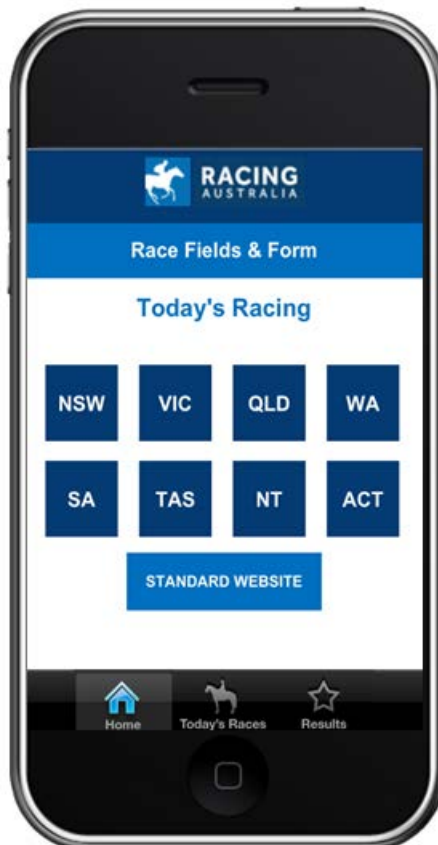 RACING
AUSTRALIA
Race Fields & Form
Today's Racing
NSW VIC QLD WA
SA TAS NT ACT
STANDARD WEBSITE
Home Today's Races Results